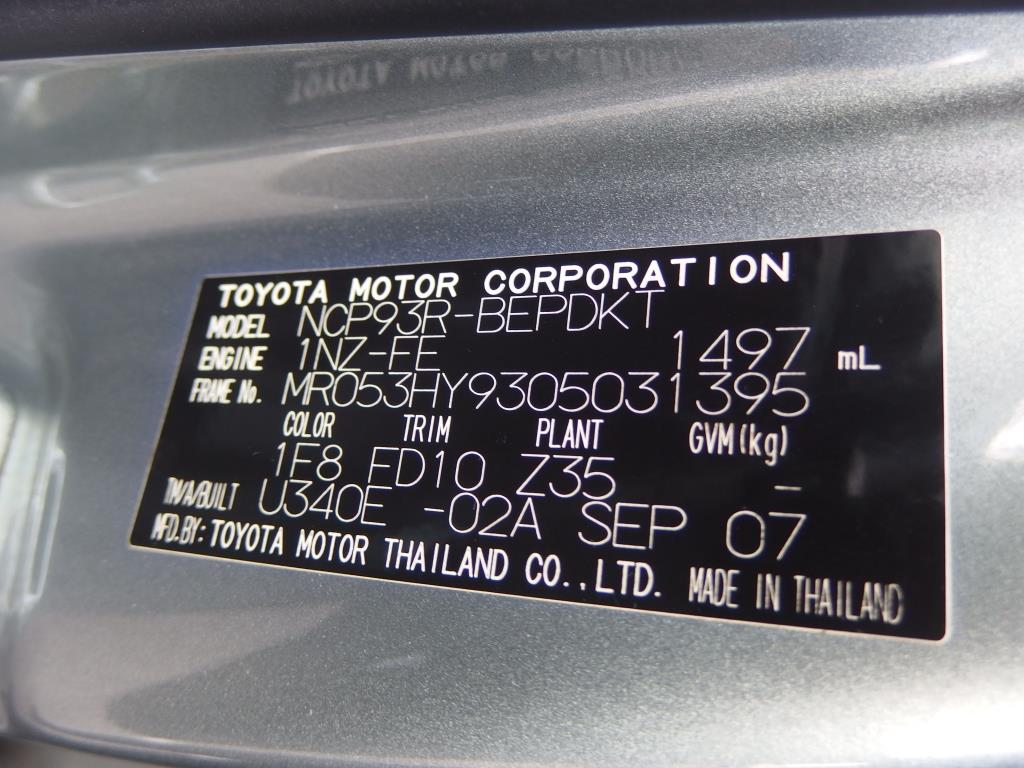 TOYOTA MOTOR CORPORATION
MODEL NCP93R-BEPDKT
ENGINE 1NZ-FE 1497 mL
FRAME No. MR053HY9305031395
COLOR TRIM PLANT GVM(kg)
1F8 FD10 Z35 -
TM/A/BUILT U340E -02A SEP 07
MFD.BY: TOYOTA MOTOR THAILAND CO.,LTD. MADE IN THAILAND